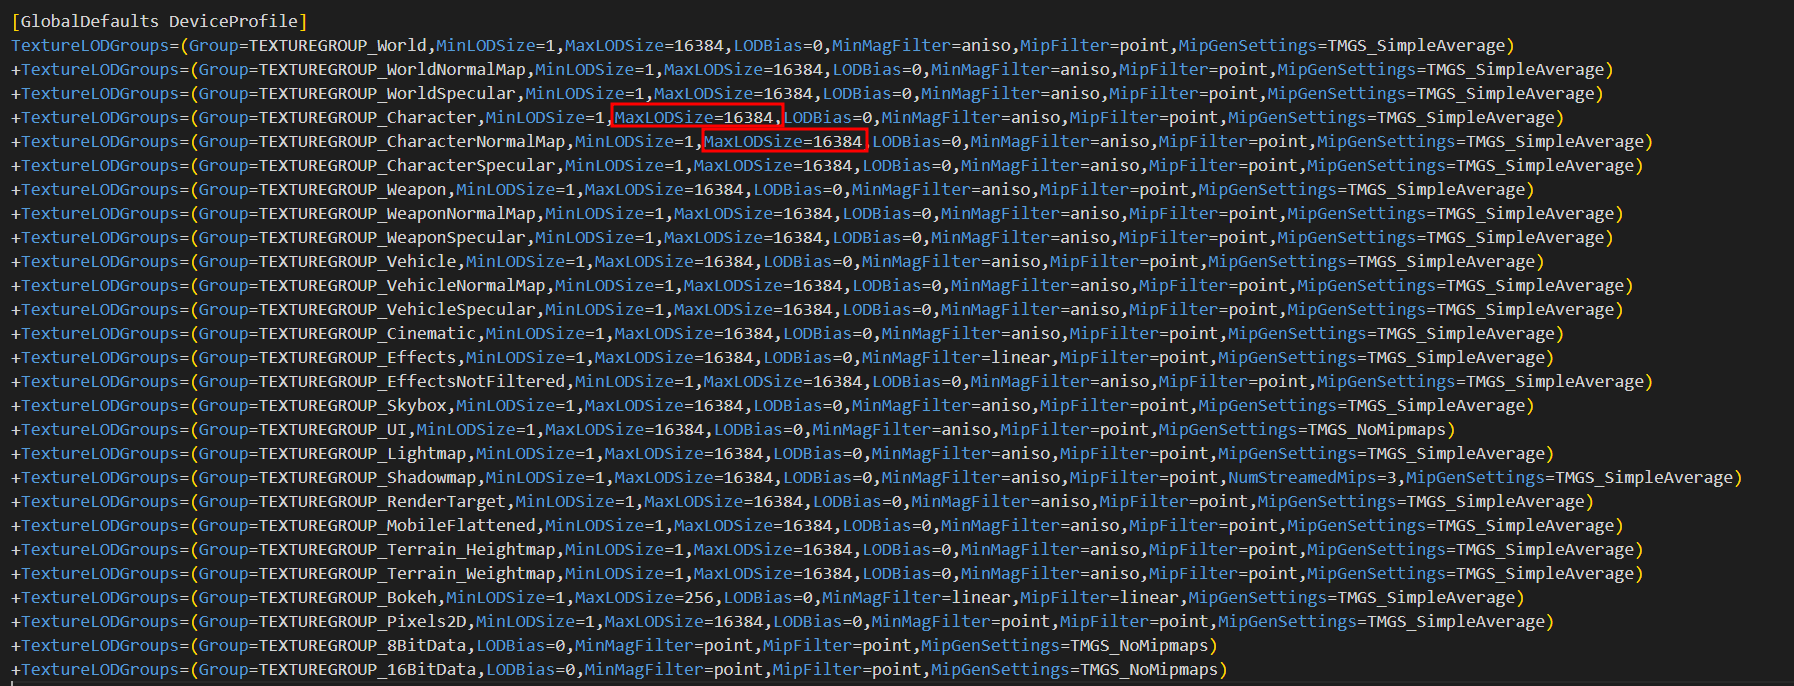 [GlobalDefaults DeviceProfile]
TextureLODGroups=(Group=TEXTUREGROUP_World,MinLODSize=1,MaxLODSize=16384,LODBias=0,MinMagFilter=aniso,MipFilter=point,MipGenSettings=TMGS_SimpleAverage)
+TextureLODGroups=(Group=TEXTUREGROUP_WorldNormalMap,MinLODSize=1,MaxLODSize=16384,LODBias=0,MinMagFilter=aniso,MipFilter=point,MipGenSettings=TMGS_SimpleAverage)
+TextureLODGroups=(Group=TEXTUREGROUP_WorldSpecular,MinLODSize=1,MaxLODSize=16384,LODBias=0,MinMagFilter=aniso,MipFilter=point,MipGenSettings=TMGS_SimpleAverage)
+TextureLODGroups=(Group=TEXTUREGROUP_Character,MinLODSize=1,MaxLODSize=16384,LODBias=0,MinMagFilter=aniso,MipFilter=point,MipGenSettings=TMGS_SimpleAverage)
+TextureLODGroups=(Group=TEXTUREGROUP_CharacterNormalMap,MinLODSize=1,MaxLODSize=16384,LODBias=0,MinMagFilter=aniso,MipFilter=point,MipGenSettings=TMGS_SimpleAverage)
+TextureLODGroups=(Group=TEXTUREGROUP_CharacterSpecular,MinLODSize=1,MaxLODSize=16384,LODBias=0,MinMagFilter=aniso,MipFilter=point,MipGenSettings=TMGS_SimpleAverage)
+TextureLODGroups=(Group=TEXTUREGROUP_Weapon,MinLODSize=1,MaxLODSize=16384,LODBias=0,MinMagFilter=aniso,MipFilter=point,MipGenSettings=TMGS_SimpleAverage)
+TextureLODGroups=(Group=TEXTUREGROUP_WeaponNormalMap,MinLODSize=1,MaxLODSize=16384,LODBias=0,MinMagFilter=aniso,MipFilter=point,MipGenSettings=TMGS_SimpleAverage)
+TextureLODGroups=(Group=TEXTUREGROUP_WeaponSpecular,MinLODSize=1,MaxLODSize=16384,LODBias=0,MinMagFilter=aniso,MipFilter=point,MipGenSettings=TMGS_SimpleAverage)
+TextureLODGroups=(Group=TEXTUREGROUP_Vehicle,MinLODSize=1,MaxLODSize=16384,LODBias=0,MinMagFilter=aniso,MipFilter=point,MipGenSettings=TMGS_SimpleAverage)
+TextureLODGroups=(Group=TEXTUREGROUP_VehicleNormalMap,MinLODSize=1,MaxLODSize=16384,LODBias=0,MinMagFilter=aniso,MipFilter=point,MipGenSettings=TMGS_SimpleAverage)
+TextureLODGroups=(Group=TEXTUREGROUP_VehicleSpecular,MinLODSize=1,MaxLODSize=16384,LODBias=0,MinMagFilter=aniso,MipFilter=point,MipGenSettings=TMGS_SimpleAverage)
+TextureLODGroups=(Group=TEXTUREGROUP_Cinematic,MinLODSize=1,MaxLODSize=16384,LODBias=0,MinMagFilter=aniso,MipFilter=point,MipGenSettings=TMGS_SimpleAverage)
+TextureLODGroups=(Group=TEXTUREGROUP_Effects,MinLODSize=1,MaxLODSize=16384,LODBias=0,MinMagFilter=linear,MipFilter=point,MipGenSettings=TMGS_SimpleAverage)
+TextureLODGroups=(Group=TEXTUREGROUP_EffectsNotFiltered,MinLODSize=1,MaxLODSize=16384,LODBias=0,MinMagFilter=aniso,MipFilter=point,MipGenSettings=TMGS_SimpleAverage)
+TextureLODGroups=(Group=TEXTUREGROUP_Skybox,MinLODSize=1,MaxLODSize=16384,LODBias=0,MinMagFilter=aniso,MipFilter=point,MipGenSettings=TMGS_SimpleAverage)
+TextureLODGroups=(Group=TEXTUREGROUP_UI,MinLODSize=1,MaxLODSize=16384,LODBias=0,MinMagFilter=aniso,MipFilter=point,MipGenSettings=TMGS_NoMipmaps)
+TextureLODGroups=(Group=TEXTUREGROUP_Lightmap,MinLODSize=1,MaxLODSize=16384,LODBias=0,MinMagFilter=aniso,MipFilter=point,MipGenSettings=TMGS_SimpleAverage)
+TextureLODGroups=(Group=TEXTUREGROUP_Shadowmap,MinLODSize=1,MaxLODSize=16384,LODBias=0,MinMagFilter=aniso,MipFilter=point,NumStreamedMips=3,MipGenSettings=TMGS_SimpleAverage)
+TextureLODGroups=(Group=TEXTUREGROUP_RenderTarget,MinLODSize=1,MaxLODSize=16384,LODBias=0,MinMagFilter=aniso,MipFilter=point,MipGenSettings=TMGS_SimpleAverage)
+TextureLODGroups=(Group=TEXTUREGROUP_MobileFlattened,MinLODSize=1,MaxLODSize=16384,LODBias=0,MinMagFilter=aniso,MipFilter=point,MipGenSettings=TMGS_SimpleAverage)
+TextureLODGroups=(Group=TEXTUREGROUP_Terrain_Heightmap,MinLODSize=1,MaxLODSize=16384,LODBias=0,MinMagFilter=aniso,MipFilter=point,MipGenSettings=TMGS_SimpleAverage)
+TextureLODGroups=(Group=TEXTUREGROUP_Terrain_Weightmap,MinLODSize=1,MaxLODSize=16384,LODBias=0,MinMagFilter=aniso,MipFilter=point,MipGenSettings=TMGS_SimpleAverage)
+TextureLODGroups=(Group=TEXTUREGROUP_Bokeh,MinLODSize=1,MaxLODSize=256,LODBias=0,MinMagFilter=linear,MipFilter=linear,MipGenSettings=TMGS_SimpleAverage)
+TextureLODGroups=(Group=TEXTUREGROUP_Pixels2D,MinLODSize=1,MaxLODSize=16384,LODBias=0,MinMagFilter=point,MipFilter=point,MipGenSettings=TMGS_SimpleAverage)
+TextureLODGroups=(Group=TEXTUREGROUP_8BitData,LODBias=0,MinMagFilter=point,MipFilter=point,MipGenSettings=TMGS_NoMipmaps)
+TextureLODGroups=(Group=TEXTUREGROUP_16BitData,LODBias=0,MinMagFilter=point,MipFilter=point,MipGenSettings=TMGS_NoMipmaps)